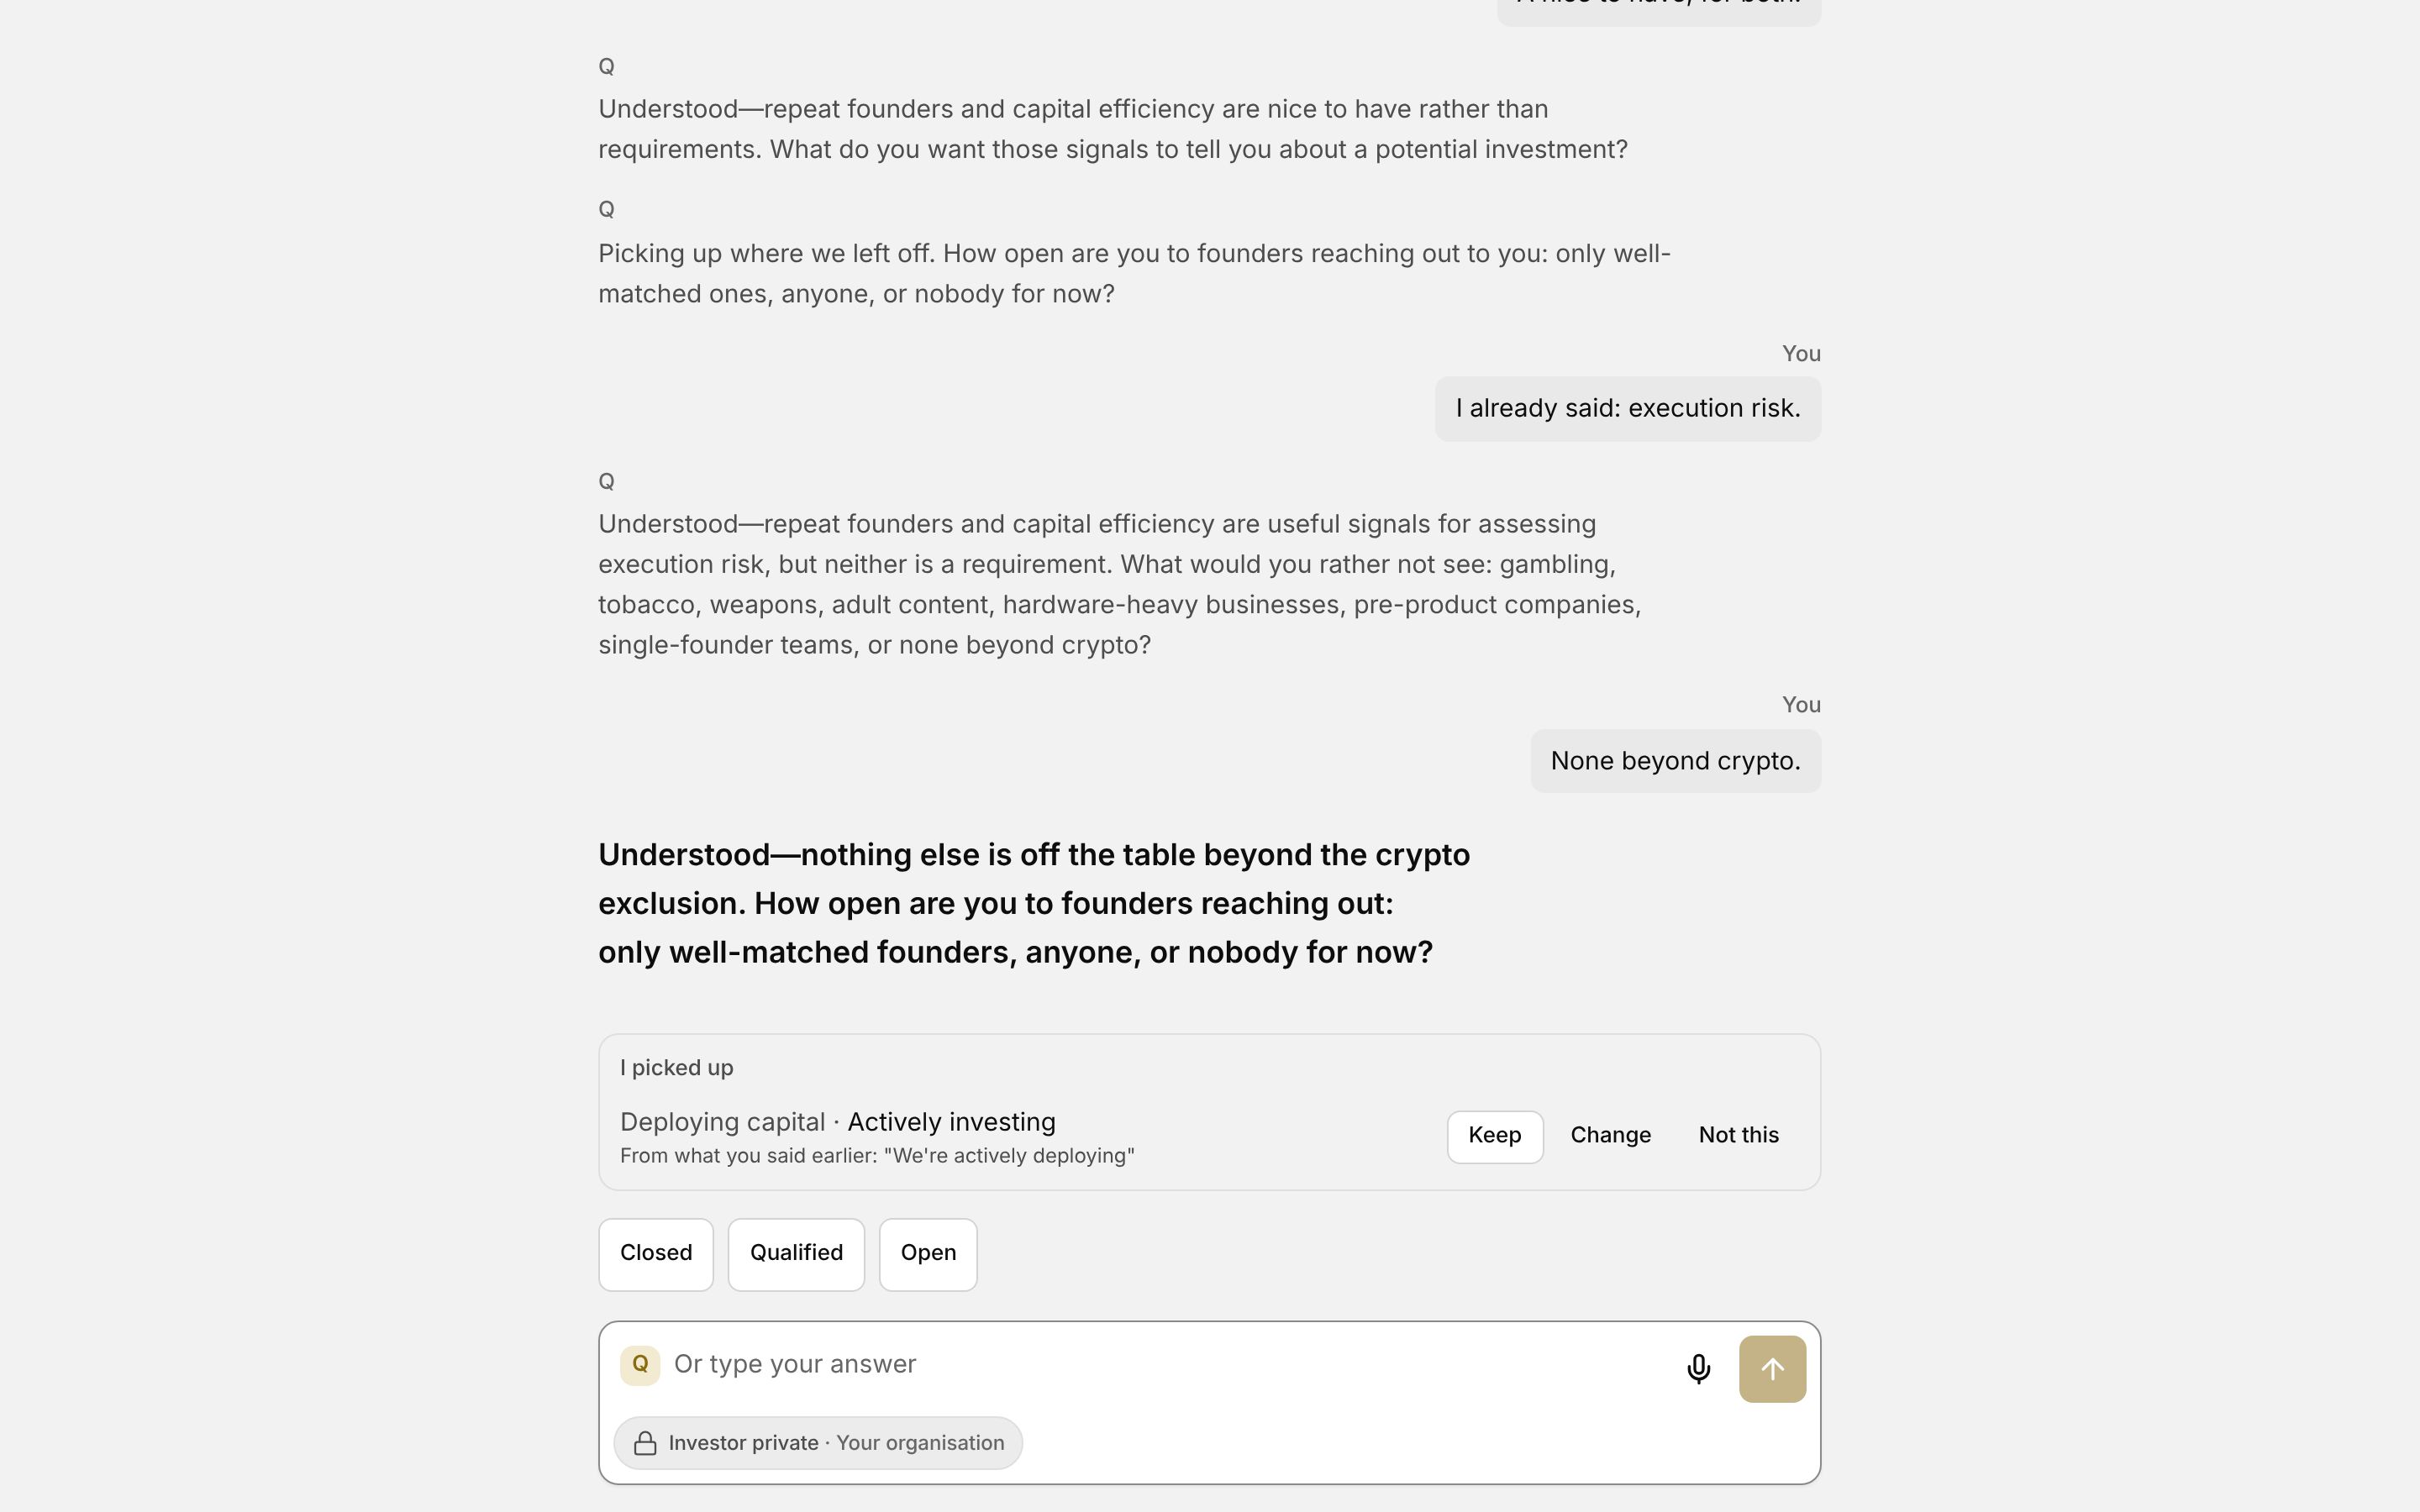 A nice to have, for both.
Q
Understood—repeat founders and capital efficiency are nice to have rather than
requirements. What do you want those signals to tell you about a potential investment?
Q
Picking up where we left off. How open are you to founders reaching out to you: only well-
matched ones, anyone, or nobody for now?
You
I already said: execution risk.
Q
Understood—repeat founders and capital efficiency are useful signals for assessing
execution risk, but neither is a requirement. What would you rather not see: gambling,
tobacco, weapons, adult content, hardware-heavy businesses, pre-product companies,
single-founder teams, or none beyond crypto?
You
None beyond crypto.
Understood—nothing else is off the table beyond the crypto
exclusion. How open are you to founders reaching out:
only well-matched founders, anyone, or nobody for now?
I picked up
Deploying capital · Actively investing
From what you said earlier: "We're actively deploying"
Keep Change Not this
Closed Qualified Open
Q Or type your answer
Investor private · Your organisation